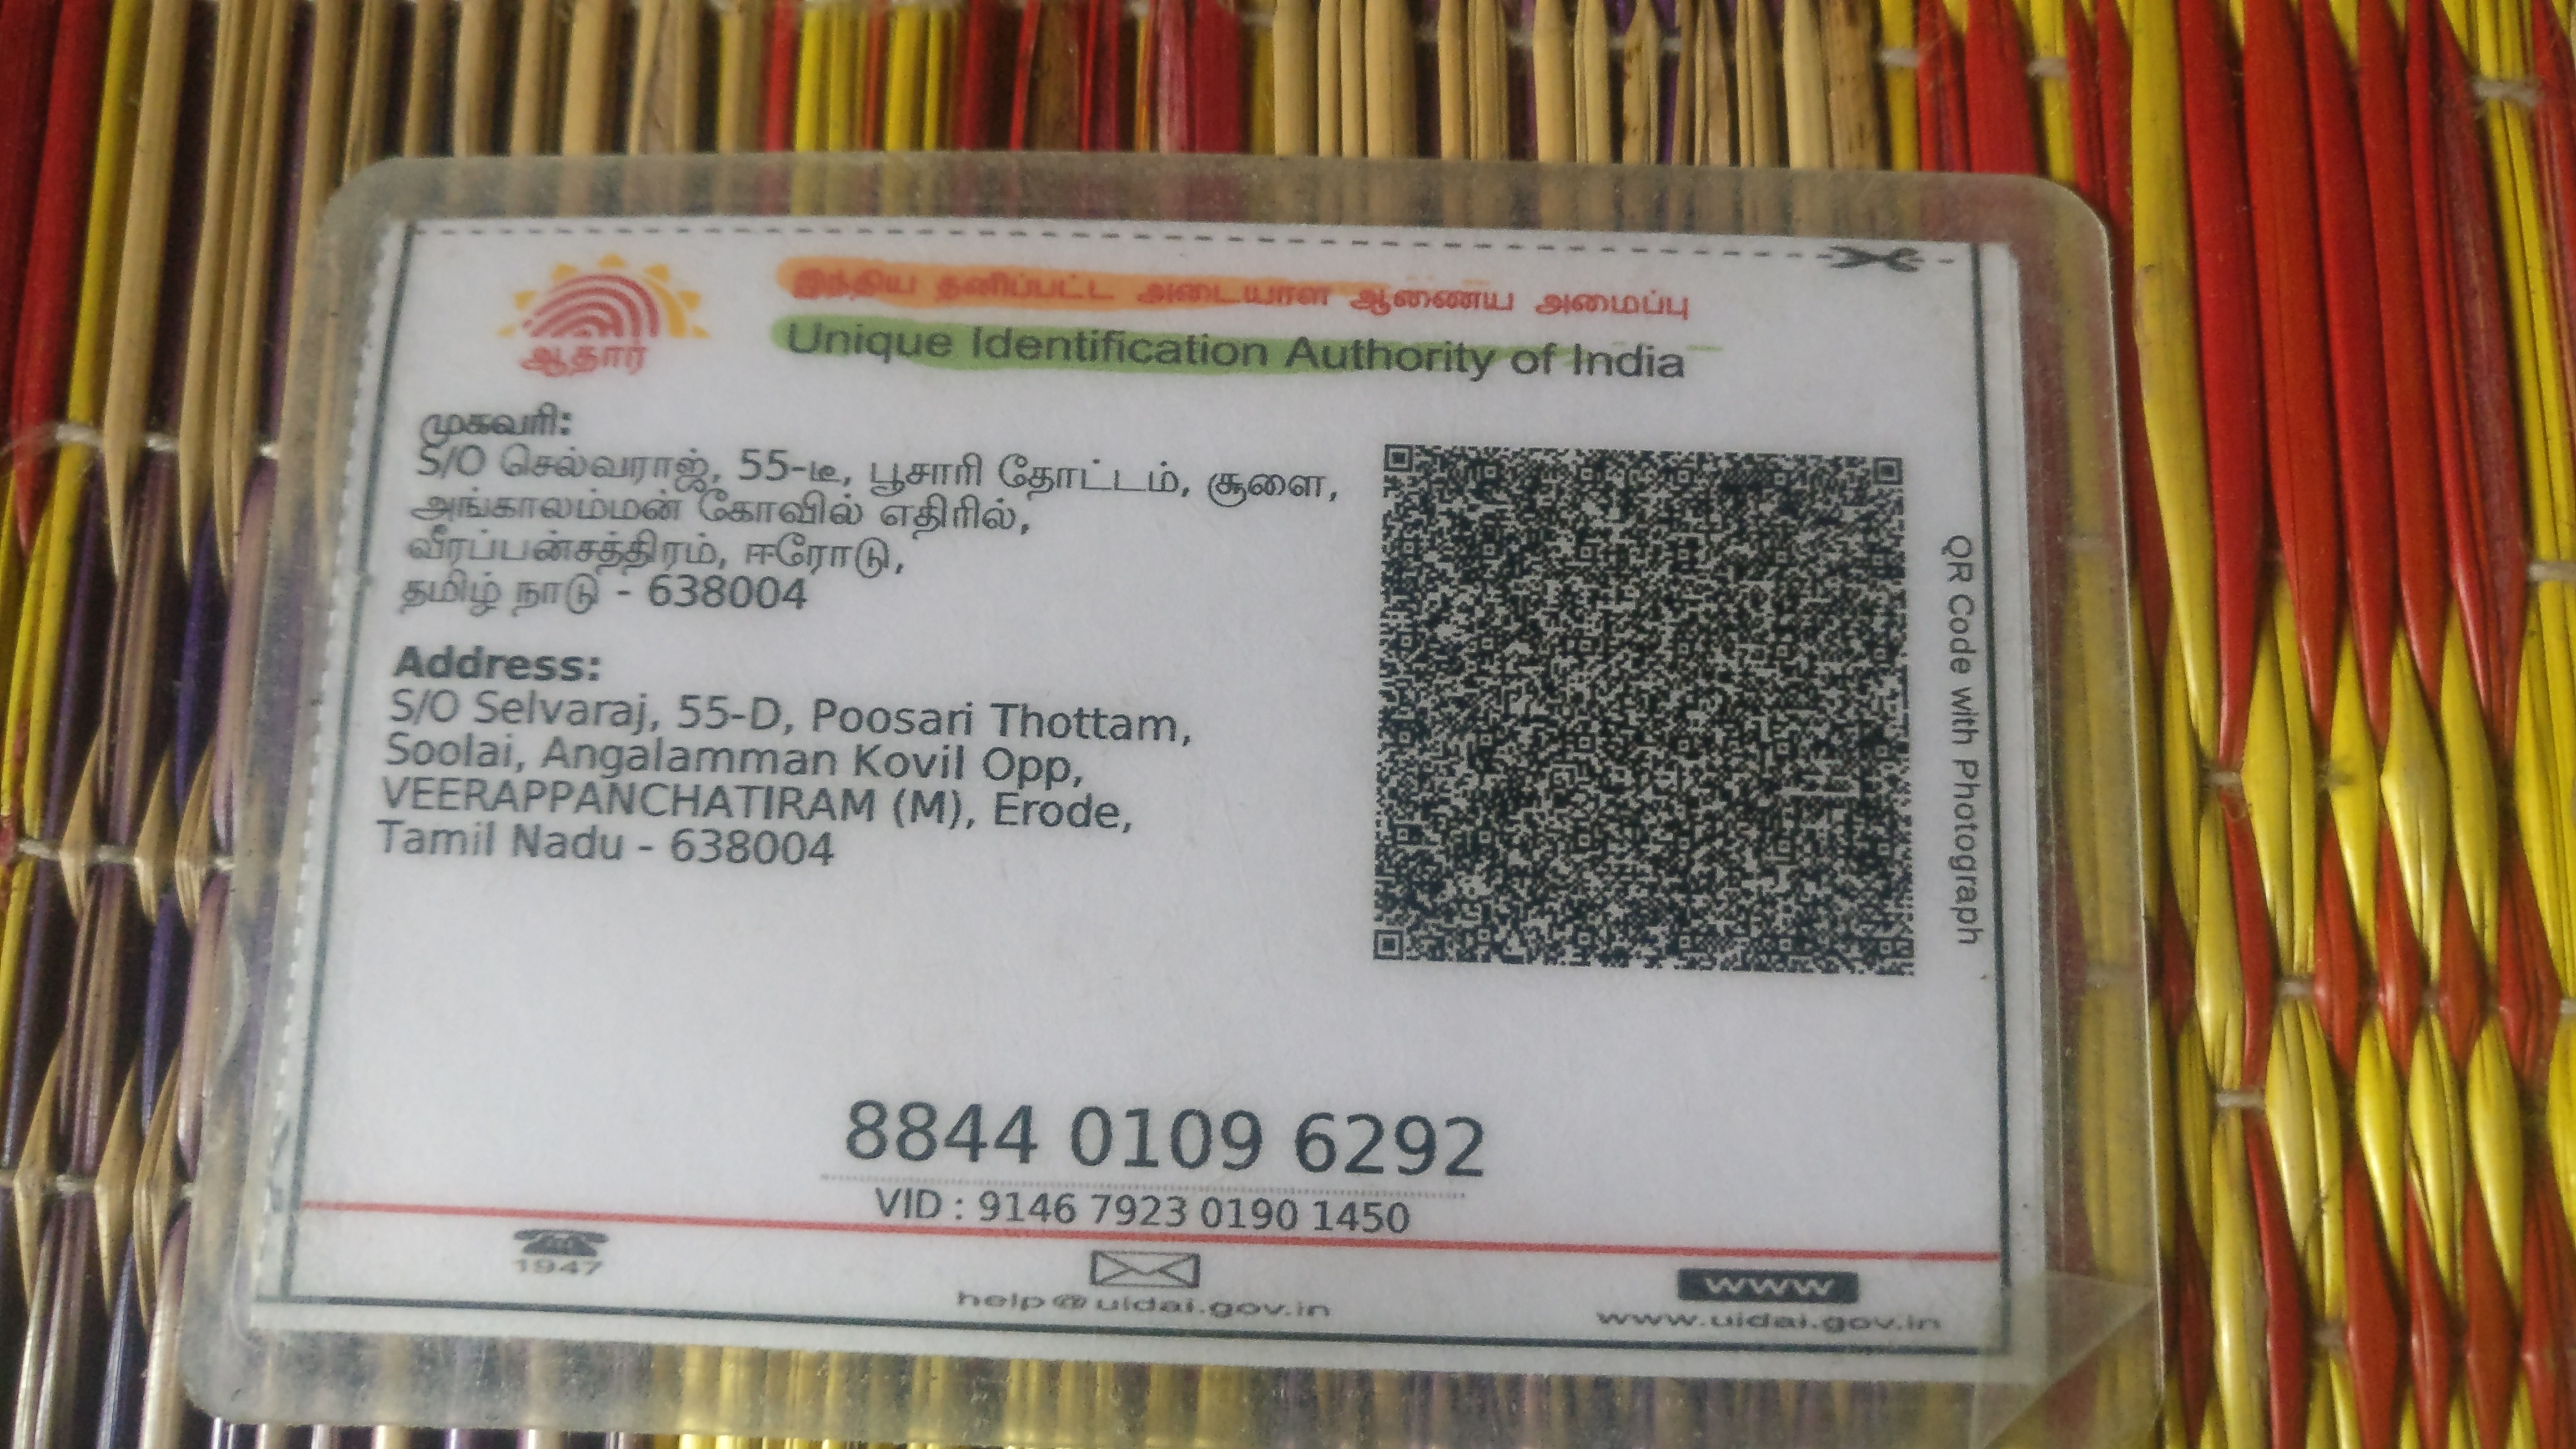 ஆதார்
இந்திய தனிப்பட்ட அடையாள ஆணைய அமைப்பு
Unique Identification Authority of India
முகவரி:
S/O செல்வராஜ், 55-டீ, பூசாரி தோட்டம், சூளை,
அங்காலம்மன் கோவில் எதிரில்,
வீரப்பன்சத்திரம், ஈரோடு,
தமிழ் நாடு - 638004
Address:
S/O Selvaraj, 55-D, Poosari Thottam,
Soolai, Angalamman Kovil Opp,
VEERAPPANCHATIRAM (M), Erode,
Tamil Nadu - 638004
QR Code with Photograph
8844 0109 6292
VID : 9146 7923 0190 1450
1947
help@uidai.gov.in
WWW
www.uidai.gov.in